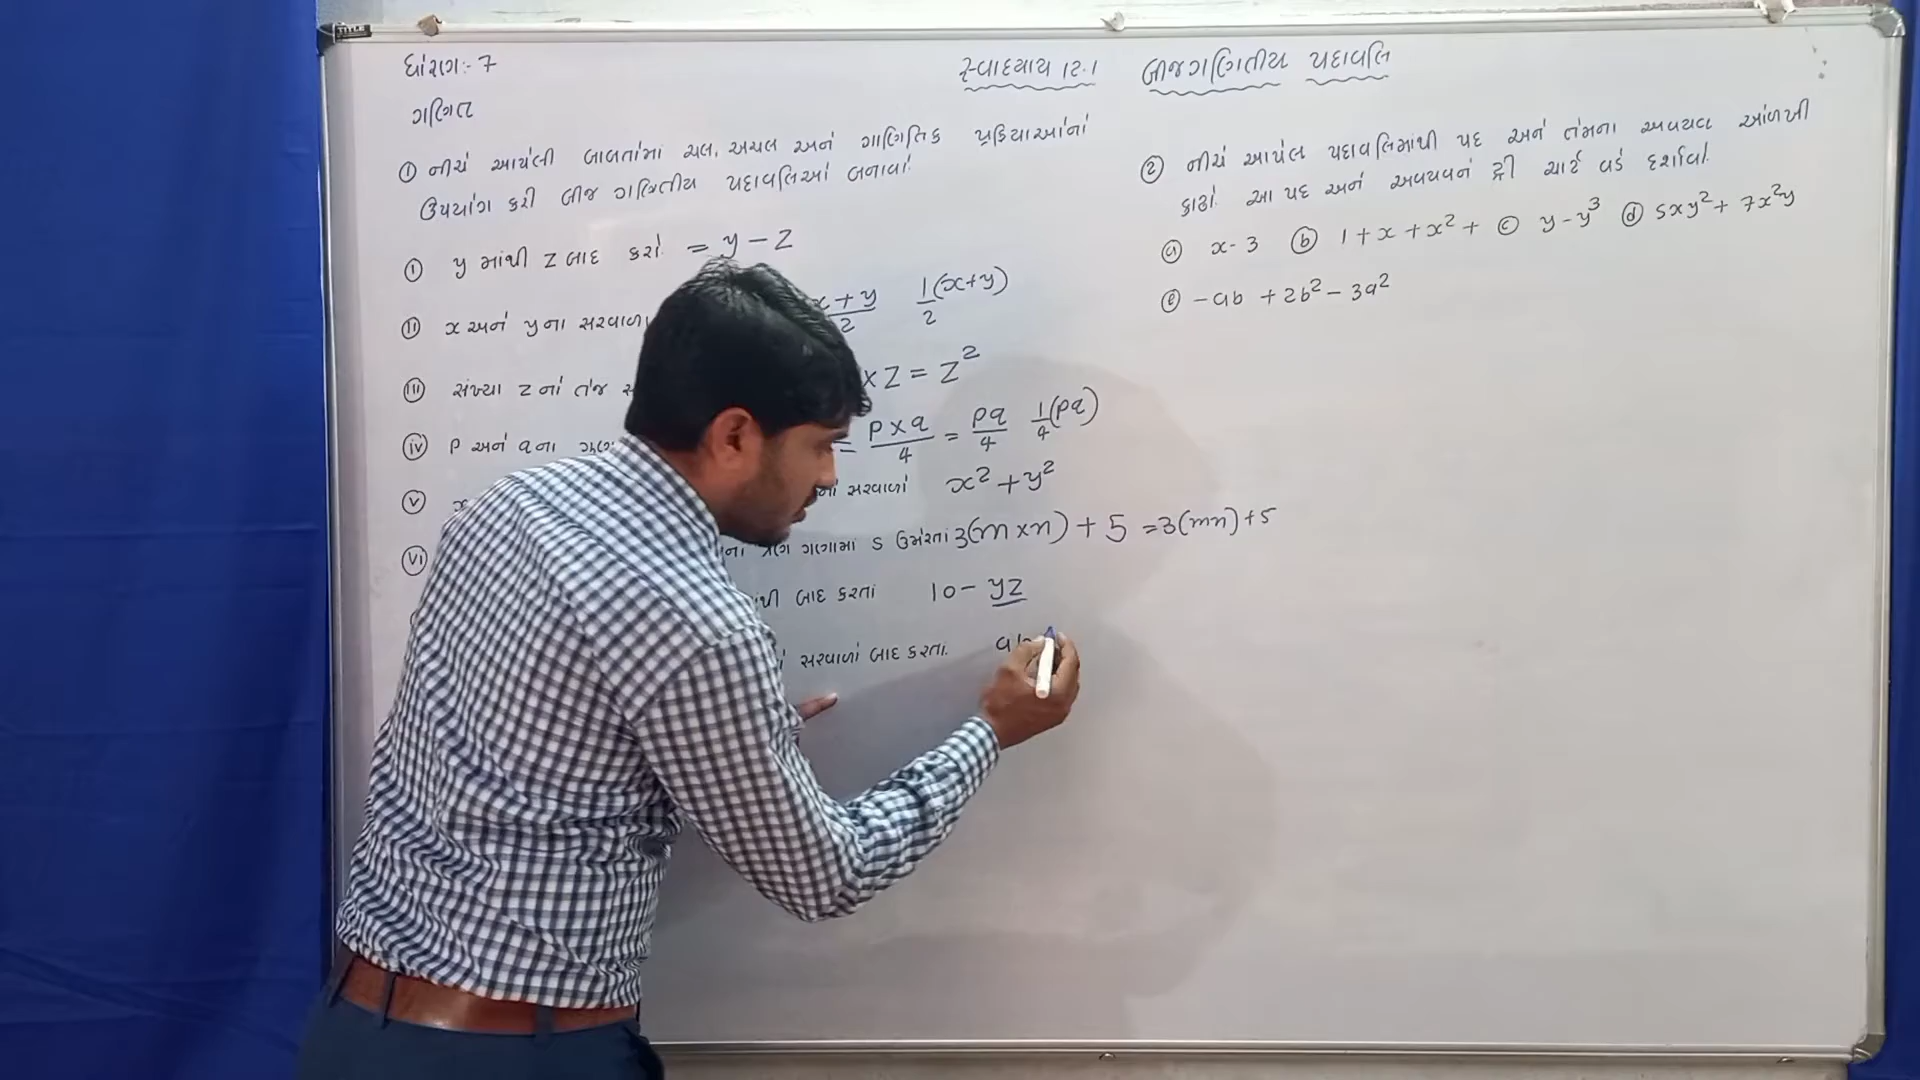 TITLE
ધોરણ:- 7
ગણિત
સ્વાધ્યાય 12.1 બીજગણિતીય પદાવલિ
① નીચે આપેલી બાબતોમાં ચલ, અચલ અને ગાણિતિક પ્રક્રિયાઓનો
ઉપયોગ કરી બીજ ગણિતીય પદાવલિઓ બનાવો.
(i) y માંથી z બાદ કરો. = y - z
(ii) x અને y ના સરવાળા x+y/2 1/2(x+y)
(iii) સંખ્યા z નો તેજ × z = z²
(iv) P અને q ના = P×q/4 = pq/4 1/4(pq)
(v) x સરવાળો x² + y²
(vi) ત્રણ ગણામાં 5 ઉમેરતાં 3(m×n) + 5 = 3(mn) + 5
બાદ કરતાં 10 - yz
સરવાળો બાદ કરતા. ab
② નીચે આપેલ પદાવલિમાંથી પદ અને તેમના અવયવ ઓળખી
કાઢો. આ પદ અને અવયવને ટ્રી ચાર્ટ વડે દર્શાવો.
ⓐ x - 3 ⓑ 1 + x + x² + ⓒ y - y³ ⓓ 5xy² + 7x²y
ⓔ - ab + 2b² - 3a²